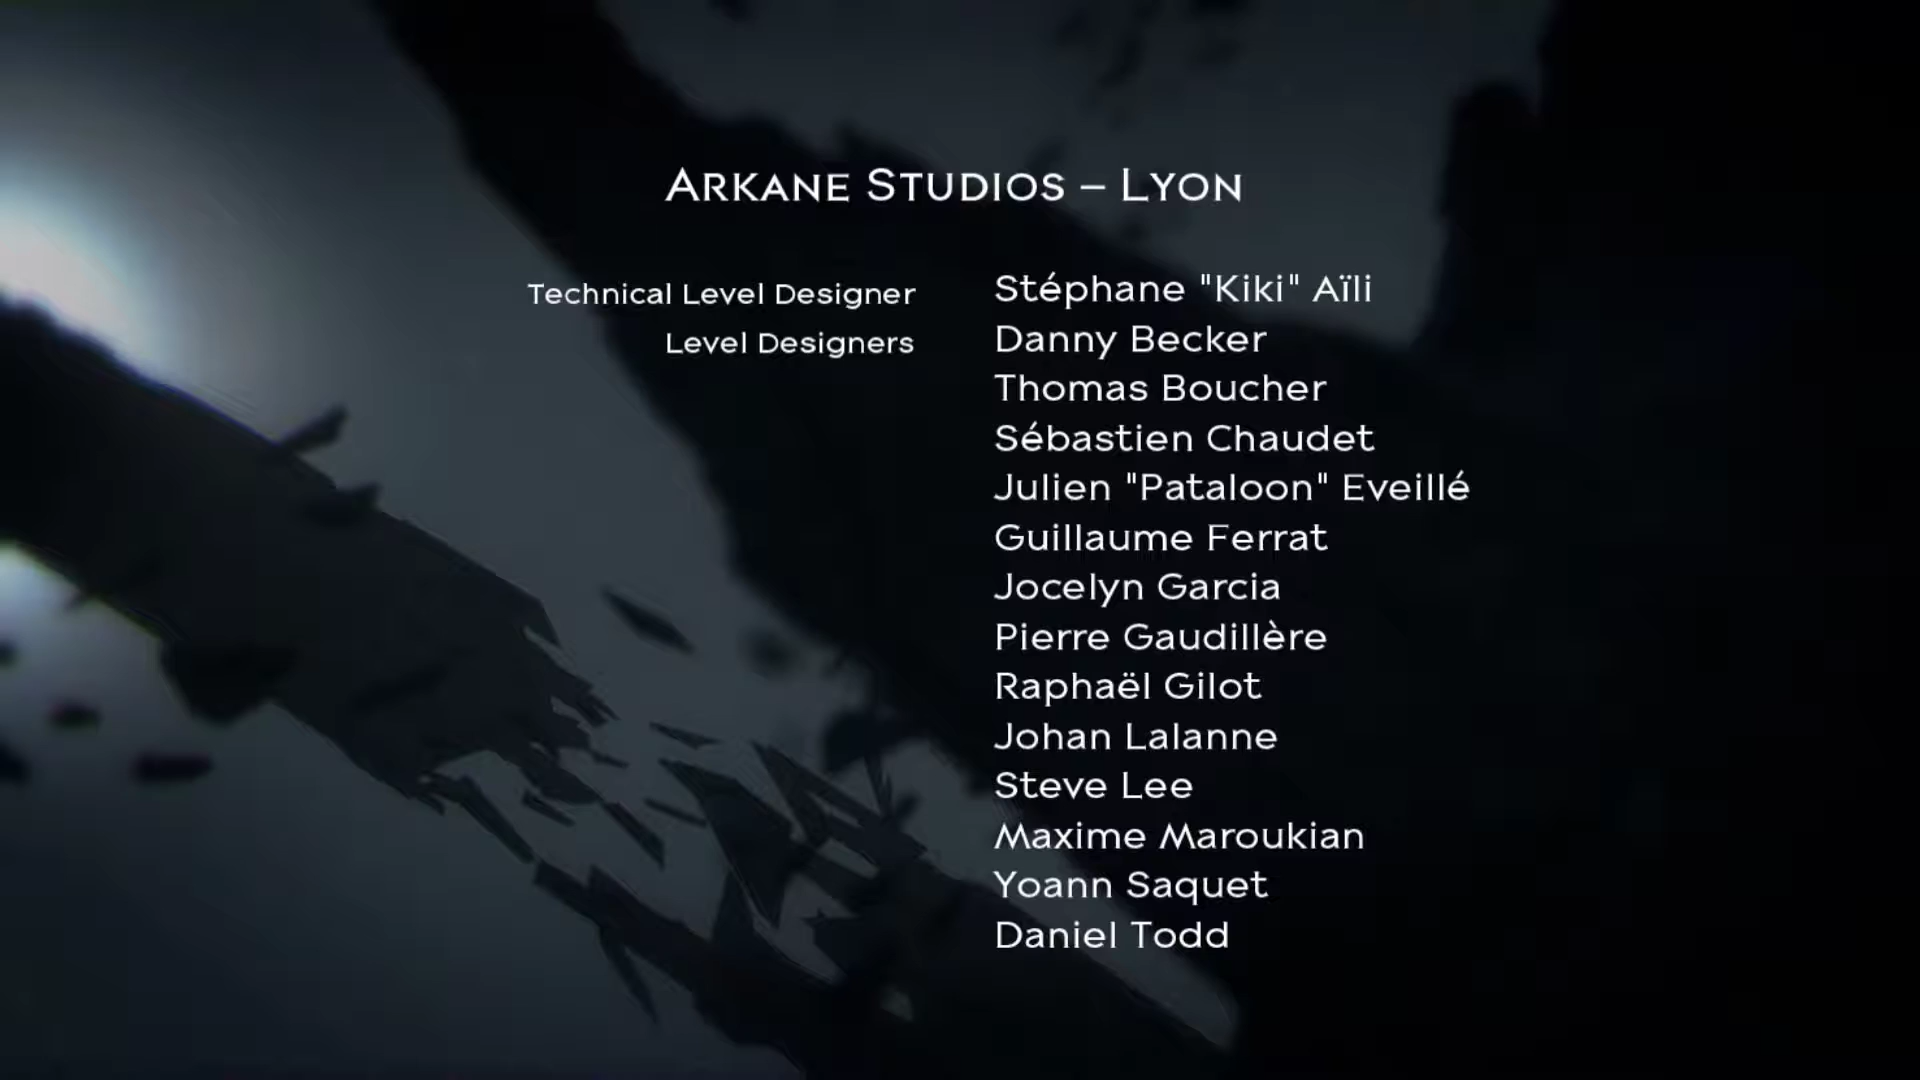 ARKANE STUDIOS – LYON
Technical Level Designer Stéphane "Kiki" Aïli
Level Designers Danny Becker
Thomas Boucher
Sébastien Chaudet
Julien "Pataloon" Eveillé
Guillaume Ferrat
Jocelyn Garcia
Pierre Gaudillère
Raphaël Gilot
Johan Lalanne
Steve Lee
Maxime Maroukian
Yoann Saquet
Daniel Todd